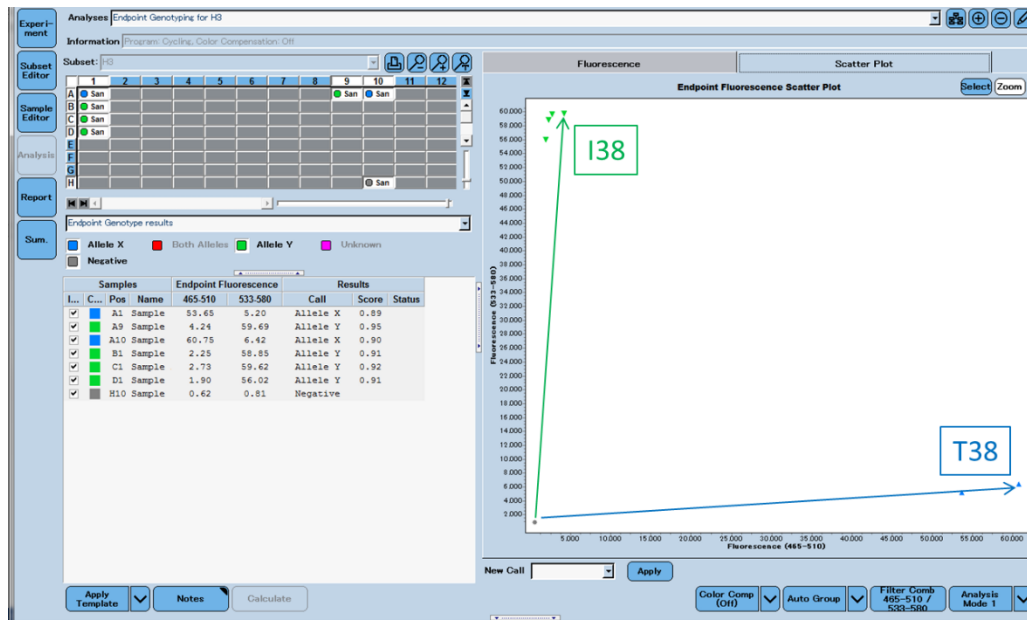 Experi-
ment
Analyses Endpoint Genotyping for H3
Information Program: Cycling, Color Compensation: Off
Subset Editor
Subset: H3
Sample Editor
Analysis
Report
Sum.
1 2 3 4 5 6 7 8 9 10 11 12
A San San San
B San
C San
D San
E
F
G
H San
Endpoint Genotype results
Allele X Both Alleles Allele Y Unknown
Negative
Samples Endpoint Fluorescence Results
I... C... Pos Name 465-510 533-580 Call Score Status
A1 Sample 53.65 5.20 Allele X 0.89
A9 Sample 4.24 59.69 Allele Y 0.95
A10 Sample 60.75 6.42 Allele X 0.90
B1 Sample 2.25 58.85 Allele Y 0.91
C1 Sample 2.73 59.62 Allele Y 0.92
D1 Sample 1.90 56.02 Allele Y 0.91
H10 Sample 0.62 0.81 Negative
Apply Template
Notes
Calculate
Fluorescence Scatter Plot
Endpoint Fluorescence Scatter Plot
Select Zoom
60.000
58.000
56.000
54.000
52.000
50.000
48.000
46.000
44.000
42.000
40.000
38.000
36.000
34.000
32.000
30.000
28.000
26.000
24.000
22.000
20.000
18.000
16.000
14.000
12.000
10.000
8.000
6.000
4.000
2.000
Fluorescence (533-580)
I38
T38
5.000 10.000 15.000 20.000 25.000 30.000 35.000 40.000 45.000 50.000 55.000 60.000
Fluorescence (465-510)
New Call Apply
Color Comp (Off)
Auto Group
Filter Comb
465-510 /
533-580
Analysis Mode 1